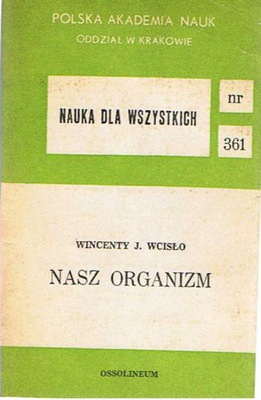 POLSKA AKADEMIA NAUK
ODDZIAŁ W KRAKOWIE
NAUKA DLA WSZYSTKICH
nr
361
WINCENTY J. WCISŁO
NASZ ORGANIZM
OSSOLINEUM